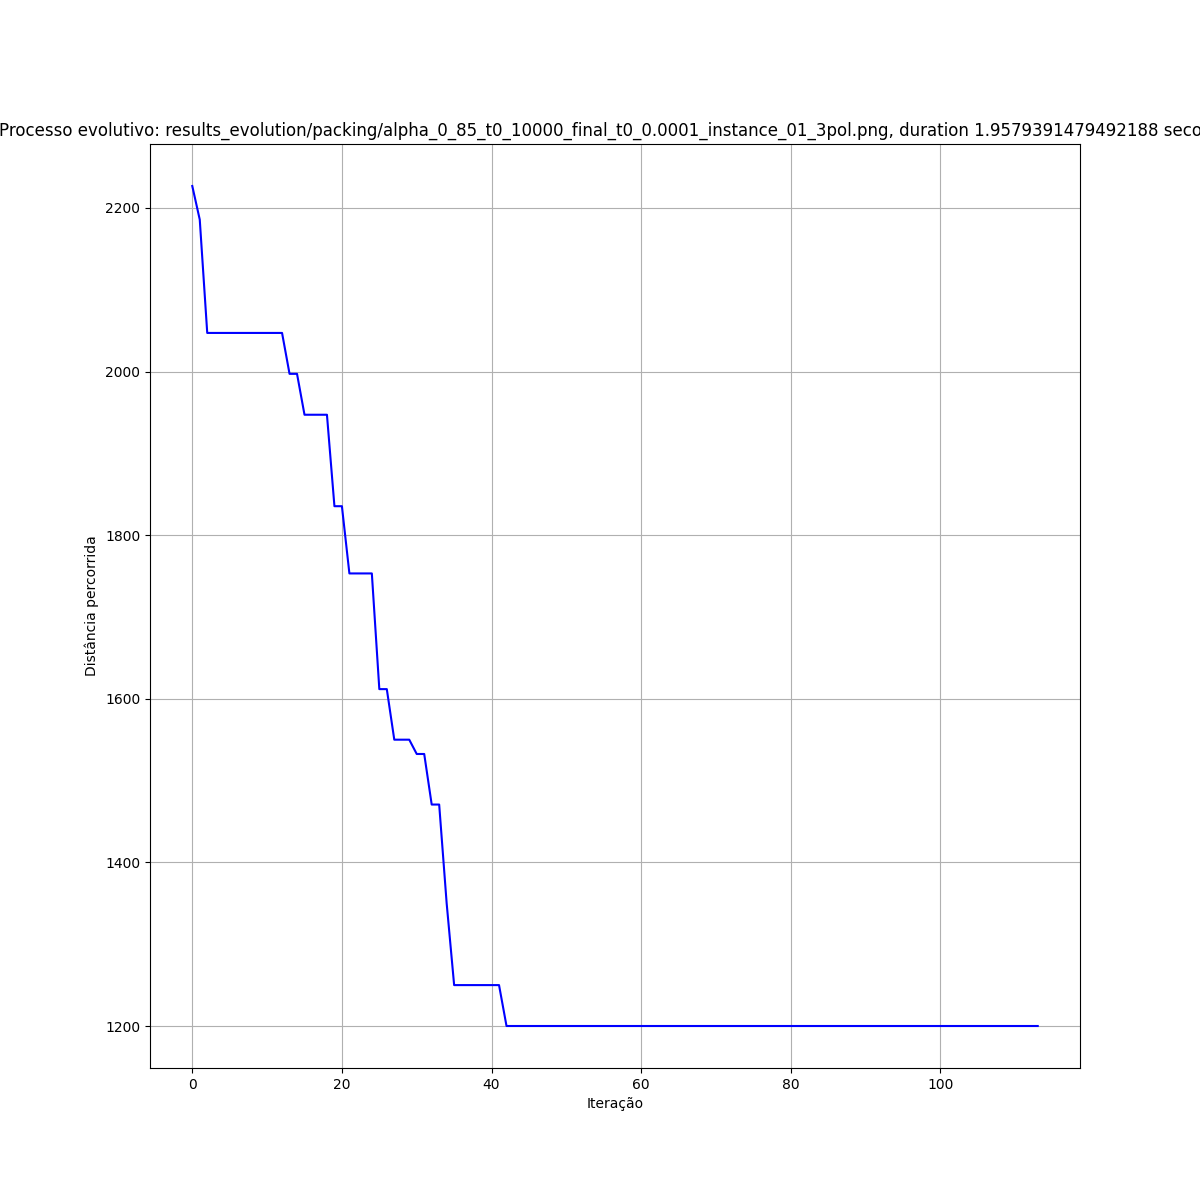 Processo evolutivo: results_evolution/packing/alpha_0_85_t0_10000_final_t0_0.0001_instance_01_3pol.png, duration 1.9579391479492188 seco
2200
2000
1800
1600
1400
1200
Distância percorrida
0 20 40 60 80 100
Iteração